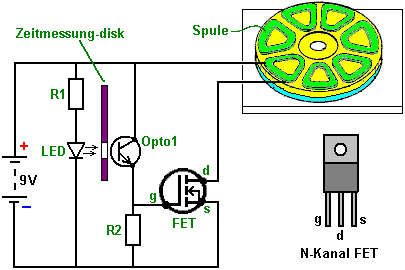 Zeitmessung-disk
Spule
R1
LED
Opto1
+
9V
−
g
d
s
FET
R2
g
d
s
N-Kanal FET